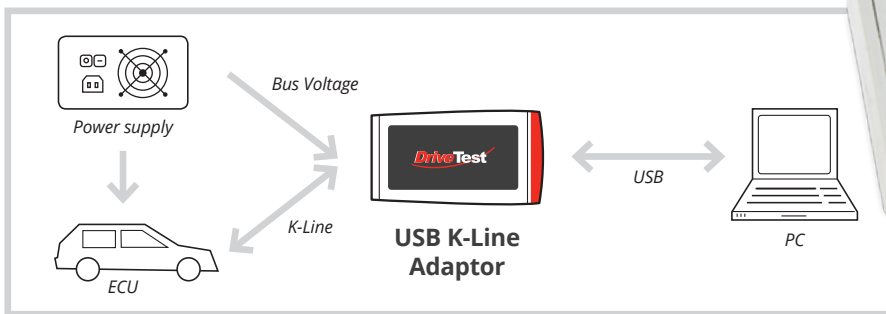 Bus Voltage
Power supply
DriveTest
USB
K-Line
USB K-Line
Adaptor
PC
ECU